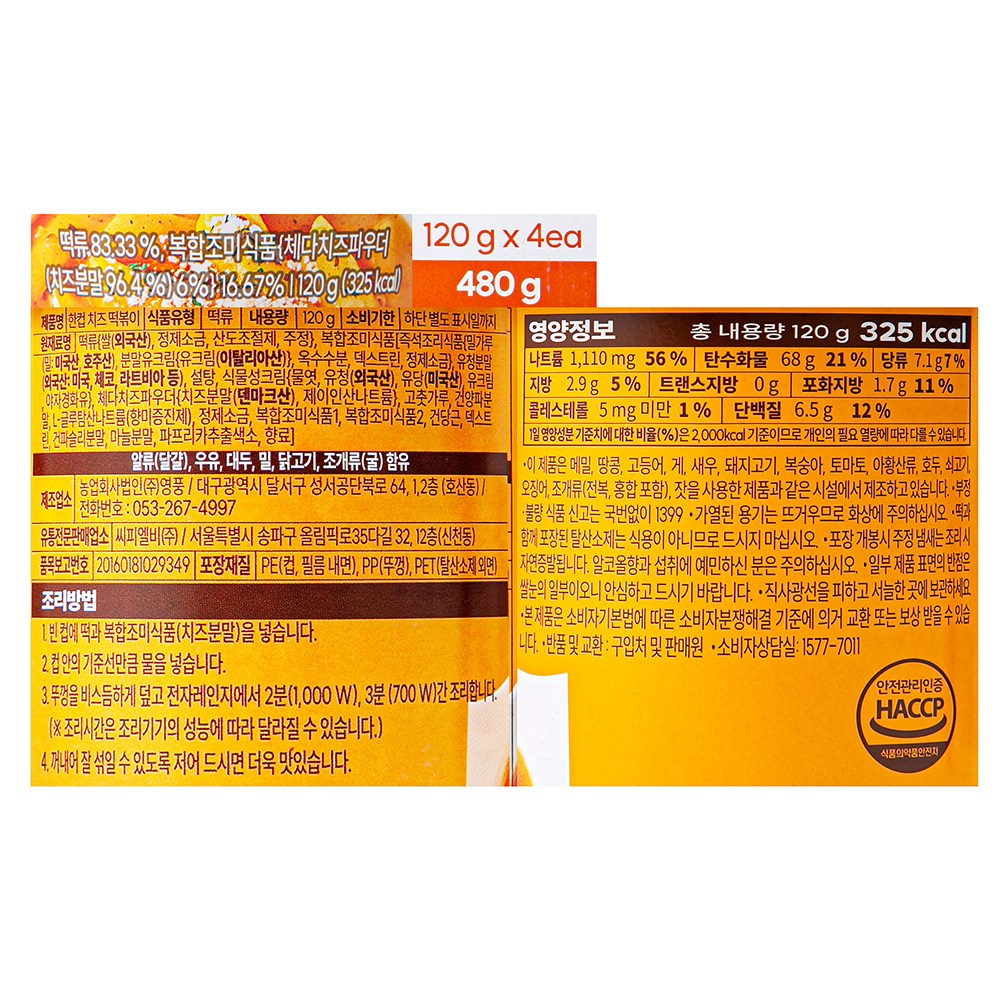 떡류 83.33 %, 복합조미식품{체다치즈파우더
(치즈분말 96.4 %) 6%} 16.67% | 120 g (325 kcal)
120 g x 4ea
480 g
제품명 한컵 치즈 떡볶이 식품유형 떡류 내용량 120 g 소비기한 하단 별도 표시일까지
원재료명 떡류{쌀(외국산), 정제소금, 산도조절제, 주정}, 복합조미식품[즉석조리식품{밀가루
(밀: 미국산, 호주산), 분말유크림{유크림(이탈리아산)}, 옥수수분, 덱스트린, 정제소금}, 유청분말
(외국산: 미국, 체코, 라트비아 등), 설탕, 식물성크림{물엿, 유청(외국산), 유당(미국산), 유크림,
야자경화유}, 체다치즈파우더{치즈분말(덴마크산), 제이인산나트륨}, 고춧가루, 건양파분
말, L-글루탐산나트륨(향미증진제), 정제소금, 복합조미식품1, 복합조미식품2, 건당근, 덱스트
린, 건파슬리분말, 마늘분말, 파프리카추출색소, 향료]
알류(달걀), 우유, 대두, 밀, 닭고기, 조개류(굴) 함유
제조업소 농업회사법인(주)영풍 / 대구광역시 달서구 성서공단북로 64, 1,2층 (호산동) /
전화번호 : 053-267-4997
유통전문판매업소 씨피엘비(주) / 서울특별시 송파구 올림픽로35다길 32, 12층(신천동)
품목보고번호 20160181029349 포장재질 PE(컵, 필름 내면), PP(뚜껑), PET(탈산소제 외면)
조리방법
1. 빈 컵에 떡과 복합조미식품(치즈분말)을 넣습니다.
2. 컵 안의 기준선만큼 물을 넣습니다.
3. 뚜껑을 비스듬하게 덮고 전자레인지에서 2분(1,000 W), 3분(700 W)간 조리합니다.
(※ 조리시간은 조리기기의 성능에 따라 달라질 수 있습니다.)
4. 꺼내어 잘 섞일 수 있도록 저어 드시면 더욱 맛있습니다.
영양정보 총 내용량 120 g 325 kcal
나트륨 1,110 mg 56 % 탄수화물 68 g 21 % 당류 7.1 g 7 %
지방 2.9 g 5 % 트랜스지방 0 g 포화지방 1.7 g 11 %
콜레스테롤 5 mg 미만 1 % 단백질 6.5 g 12 %
1일 영양성분 기준치에 대한 비율(%)은 2,000kcal 기준이므로 개인의 필요 열량에 따라 다를 수 있습니다.
•이 제품은 메밀, 땅콩, 고등어, 게, 새우, 돼지고기, 복숭아, 토마토, 아황산류, 호두, 쇠고기,
오징어, 조개류(전복, 홍합 포함), 잣을 사용한 제품과 같은 시설에서 제조하고 있습니다. •부정
·불량 식품 신고는 국번없이 1399 •가열된 용기는 뜨거우므로 화상에 주의하십시오. •떡과
함께 포장된 탈산소제는 식용이 아니므로 드시지 마십시오. •포장 개봉시 주정 냄새는 조리 시
자연증발됩니다. 알코올향과 섭취에 예민하신 분은 주의하십시오. •일부 제품 표면의 반점은
쌀눈의 일부이오니 안심하고 드시기 바랍니다. •직사광선을 피하고 서늘한 곳에 보관하세요.
•본 제품은 소비자기본법에 따른 소비자분쟁해결 기준에 의거 교환 또는 보상 받을 수 있습
니다. •반품 및 교환 : 구입처 및 판매원 •소비자상담실: 1577-7011
안전관리인증
HACCP
식품의약품안전처